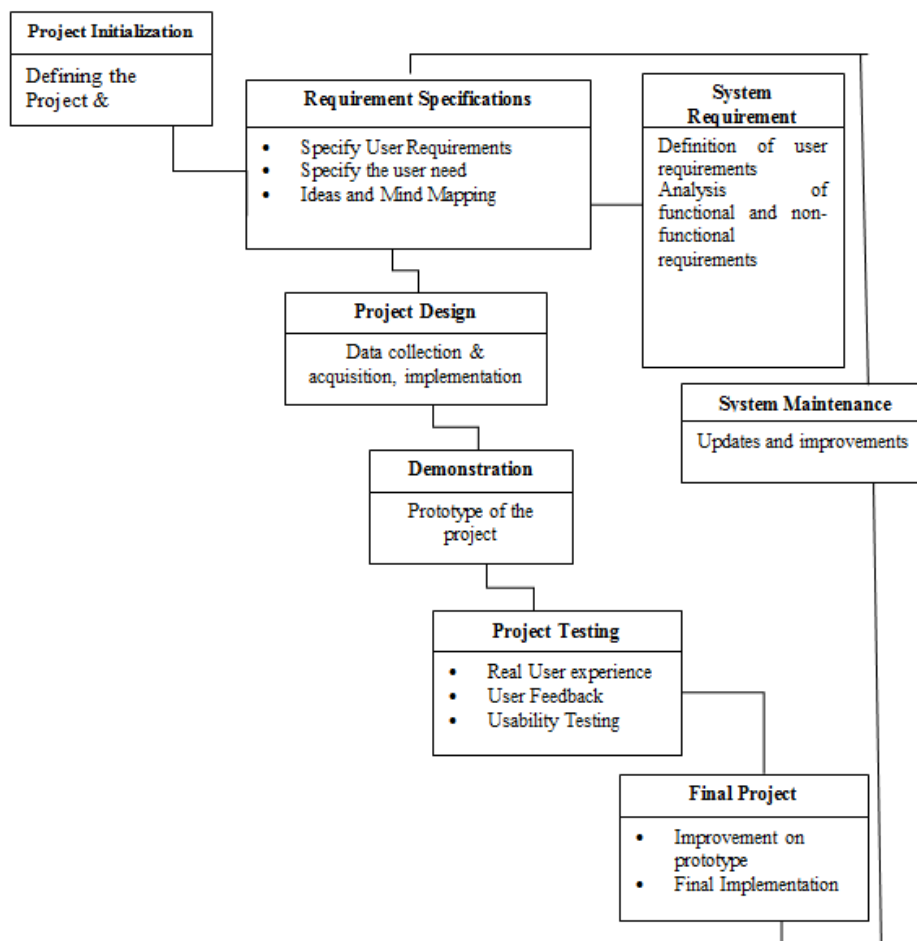 Project Initialization
Defining the
Project &
Requirement Specifications
• Specify User Requirements
• Specify the user need
• Ideas and Mind Mapping
System
Requirement
Definition of user
requirements
Analysis of
functional and non-
functional
requirements
Project Design
Data collection &
acquisition, implementation
System Maintenance
Updates and improvements
Demonstration
Prototype of the
project
Project Testing
• Real User experience
• User Feedback
• Usability Testing
Final Project
• Improvement on
prototype
• Final Implementation